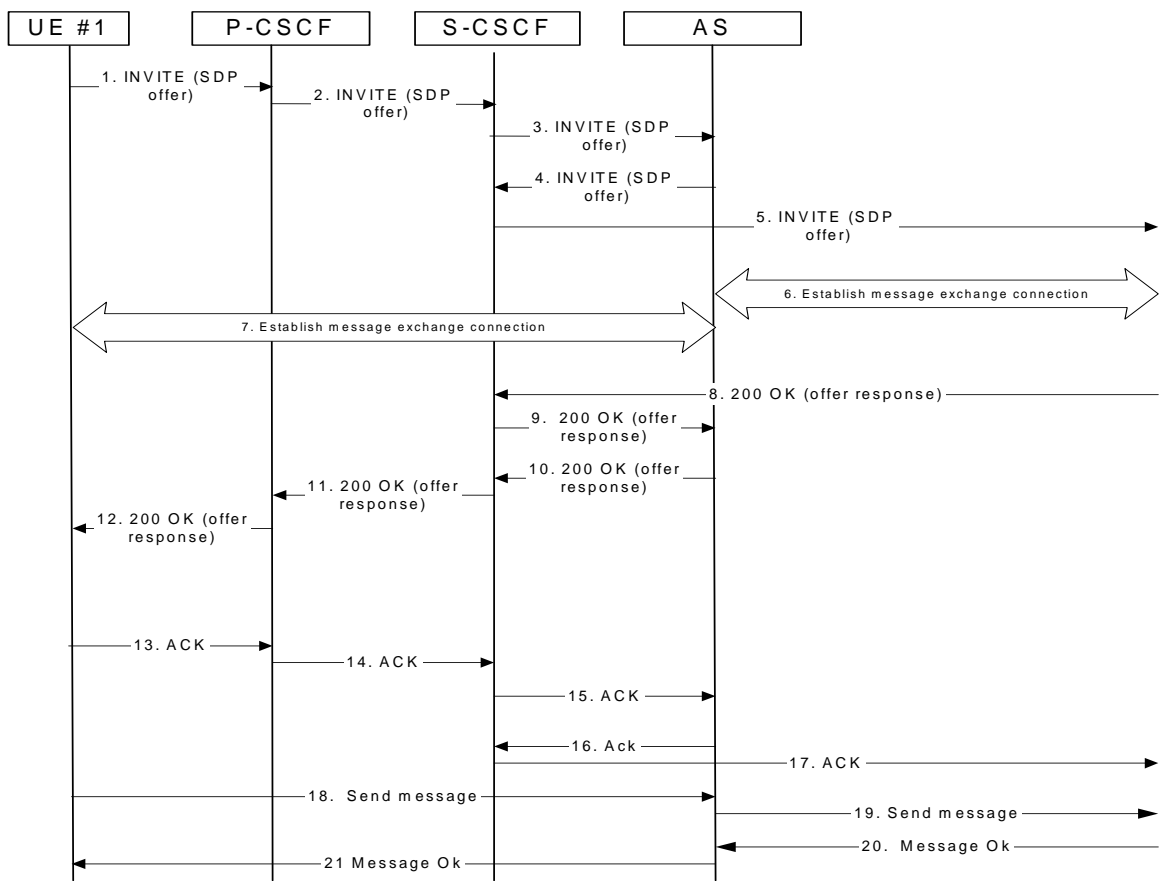 UE #1
P-CSCF
S-CSCF
AS
1. INVITE (SDP
offer)
2. INVITE (SDP
offer)
3. INVITE (SDP
offer)
4. INVITE (SDP
offer)
5. INVITE (SDP
offer)
6. Establish message exchange connection
7. Establish message exchange connection
8. 200 OK (offer response)
9. 200 OK (offer
response)
10. 200 OK (offer
response)
11. 200 OK (offer
response)
12. 200 OK (offer
response)
13. ACK
14. ACK
15. ACK
16. Ack
17. ACK
18. Send message
19. Send message
20. Message Ok
21 Message Ok